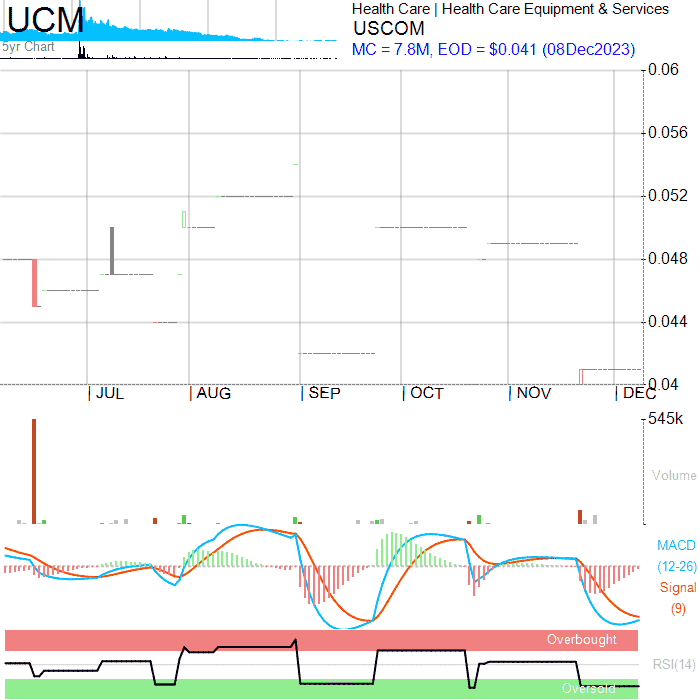 UCM
5yr Chart
Health Care | Health Care Equipment & Services
USCOM
MC = 7.8M, EOD = $0.041 (08Dec2023)
0.06
0.056
0.052
0.048
0.044
0.04
JUL AUG SEP OCT NOV DEC
545k
Volume
MACD
(12-26)
Signal
(9)
Overbought
RSI(14)
Oversold